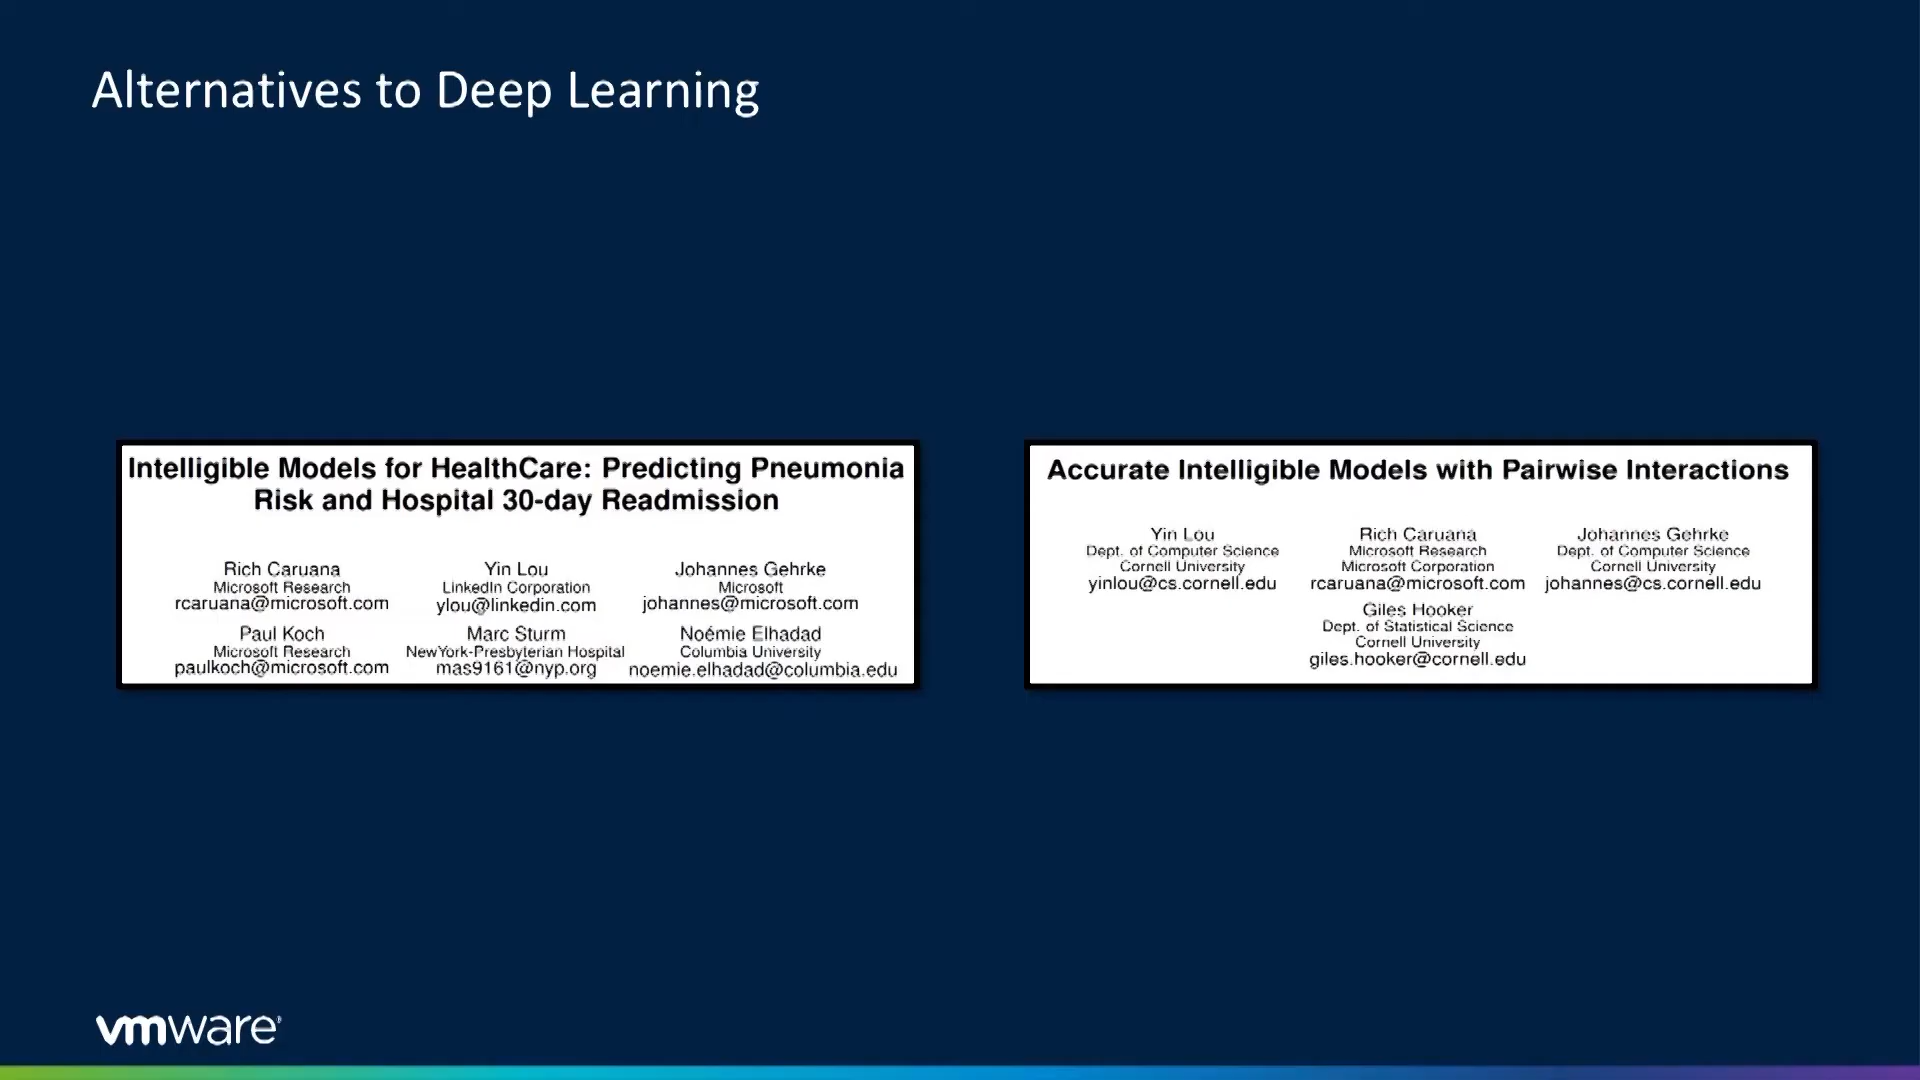 Alternatives to Deep Learning
Intelligible Models for HealthCare: Predicting Pneumonia
Risk and Hospital 30-day Readmission
Rich Caruana
Microsoft Research
rcaruana@microsoft.com
Yin Lou
LinkedIn Corporation
ylou@linkedin.com
Johannes Gehrke
Microsoft
johannes@microsoft.com
Paul Koch
Microsoft Research
paulkoch@microsoft.com
Marc Sturm
NewYork-Presbyterian Hospital
mas9161@nyp.org
Noémie Elhadad
Columbia University
noemie.elhadad@columbia.edu
Accurate Intelligible Models with Pairwise Interactions
Yin Lou
Dept. of Computer Science
Cornell University
yinlou@cs.cornell.edu
Rich Caruana
Microsoft Research
Microsoft Corporation
rcaruana@microsoft.com
Johannes Gehrke
Dept. of Computer Science
Cornell University
johannes@cs.cornell.edu
Giles Hooker
Dept. of Statistical Science
Cornell University
giles.hooker@cornell.edu
vmware